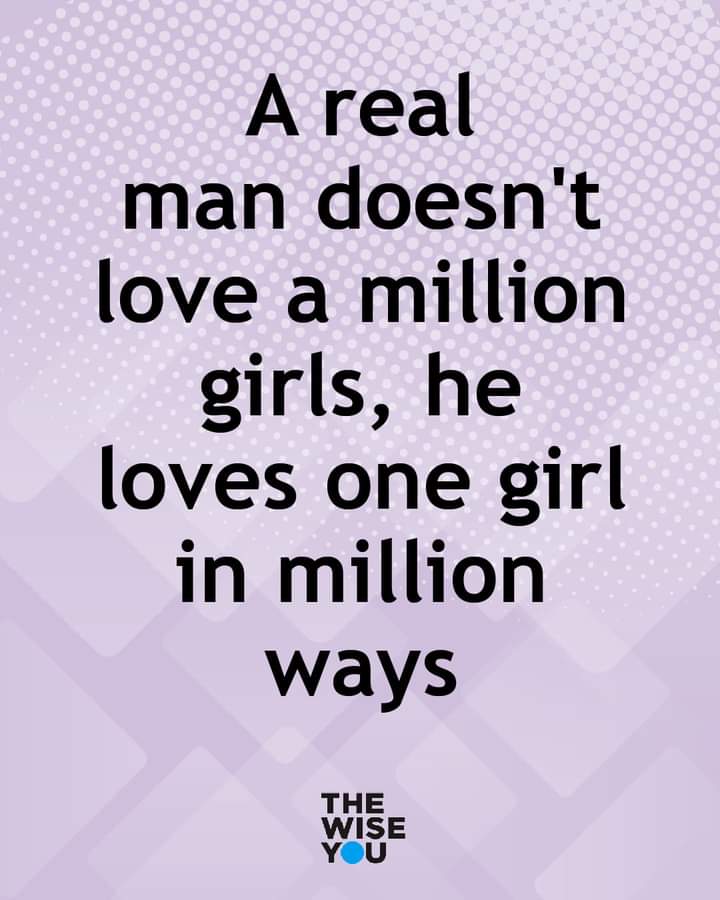 A real
man doesn't
love a million
girls, he
loves one girl
in million
ways
THE
WISE
YOU